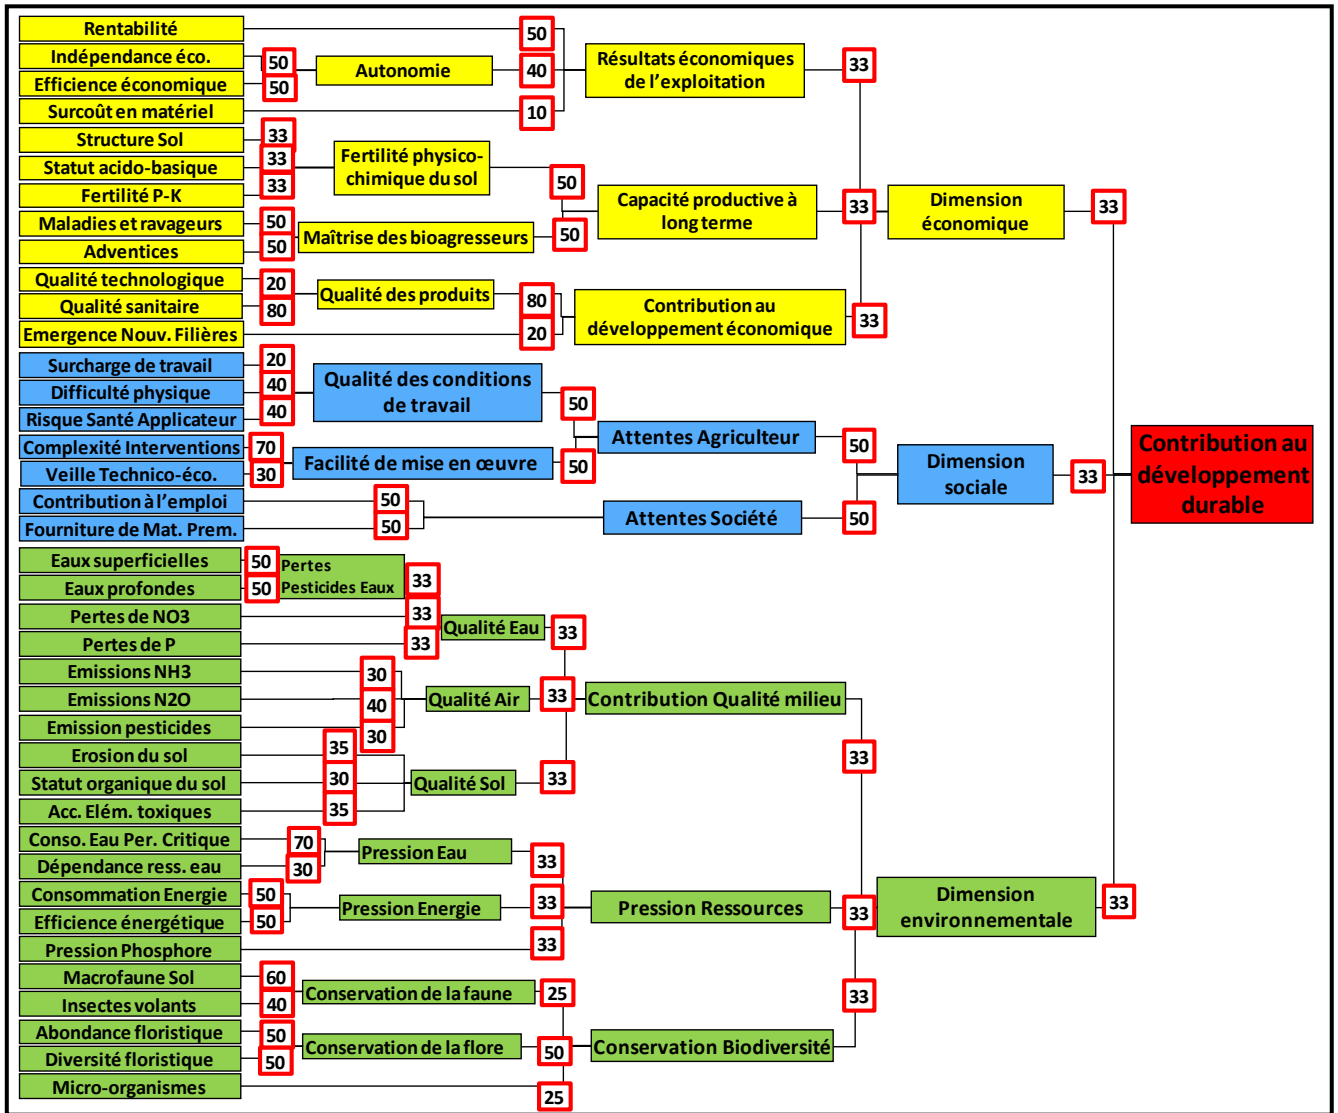 Rentabilité
50
Indépendance éco.
50
Autonomie
40
Résultats économiques
de l'exploitation
33
Efficience économique
50
Surcoût en matériel
10
Structure Sol
33
Statut acido-basique
33
Fertilité physico-
chimique du sol
50
Fertilité P-K
33
Capacité productive à
long terme
33
Dimension
économique
33
Maladies et ravageurs
50
Maîtrise des bioagresseurs
50
Adventices
50
Qualité technologique
20
Qualité des produits
80
Contribution au
développement économique
33
Qualité sanitaire
80
Emergence Nouv. Filières
20
Surcharge de travail
20
Difficulté physique
40
Qualité des conditions
de travail
50
Risque Santé Applicateur
40
Attentes Agriculteur
50
Complexité Interventions
70
Facilité de mise en œuvre
50
Veille Technico-éco.
30
Dimension
sociale
33
Contribution au
développement
durable
Contribution à l'emploi
50
Attentes Société
50
Fourniture de Mat. Prem.
50
Eaux superficielles
50
Pertes
Pesticides Eaux
33
Eaux profondes
50
Pertes de NO3
33
Qualité Eau
33
Pertes de P
33
Emissions NH3
30
Emissions N2O
40
Qualité Air
33
Contribution Qualité milieu
33
Emission pesticides
30
Erosion du sol
35
Statut organique du sol
30
Qualité Sol
33
Acc. Elém. toxiques
35
Conso. Eau Per. Critique
70
Pression Eau
33
Dépendance ress. eau
30
Consommation Energie
50
Pression Energie
33
Pression Ressources
33
Dimension
environnementale
33
Efficience énergétique
50
Pression Phosphore
33
Macrofaune Sol
60
Conservation de la faune
25
Insectes volants
40
Abondance floristique
50
Conservation de la flore
50
Conservation Biodiversité
33
Diversité floristique
50
Micro-organismes
25